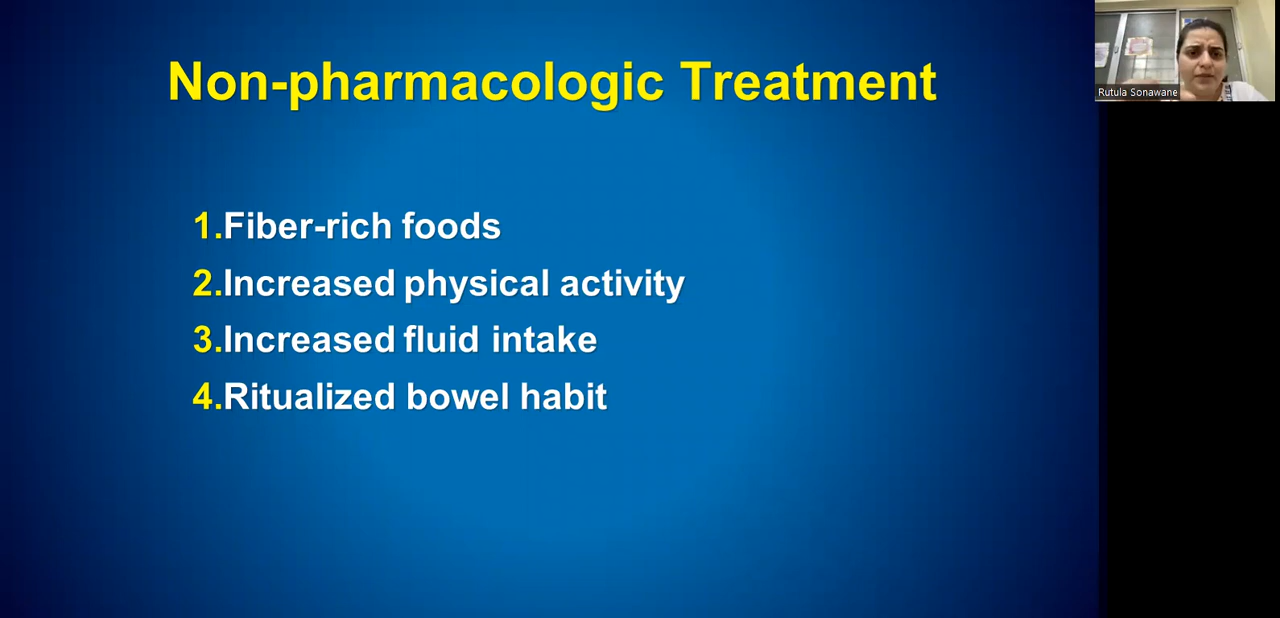 Non-pharmacologic Treatment
Rutula Sonawane
1.Fiber-rich foods
2.Increased physical activity
3.Increased fluid intake
4.Ritualized bowel habit